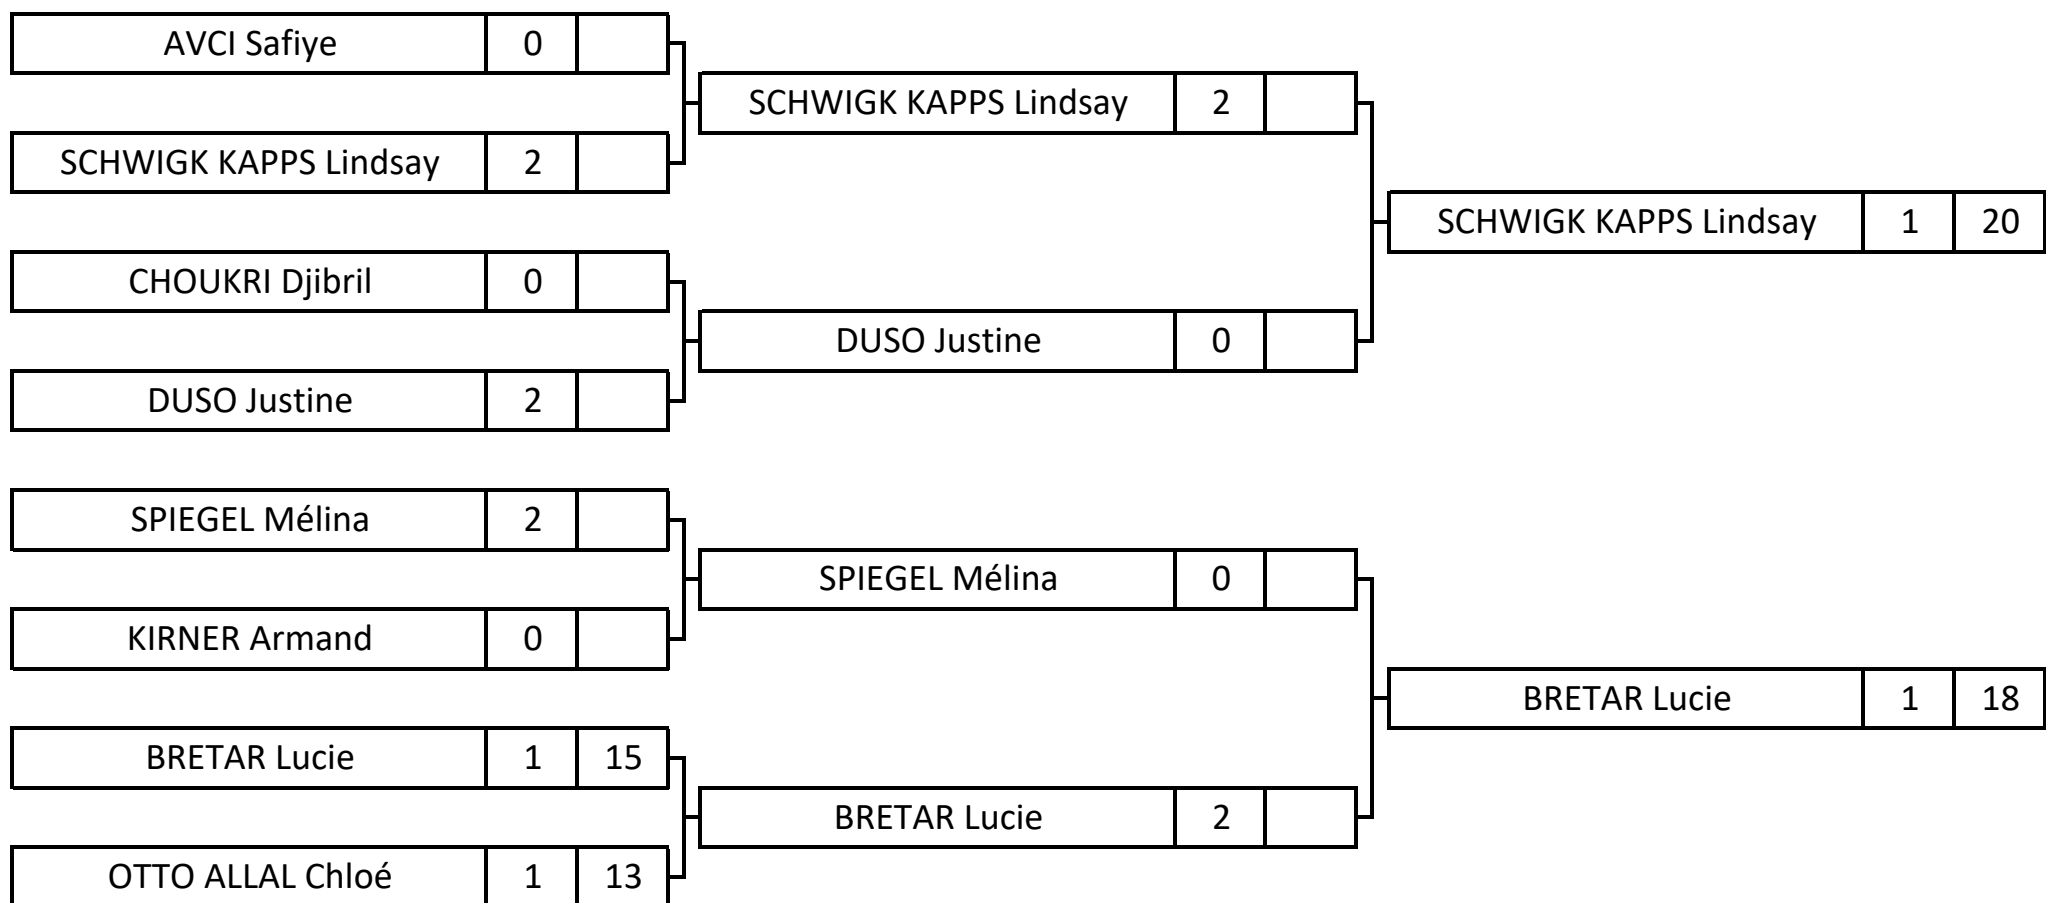 AVCI Safiye 0
SCHWIGK KAPPS Lindsay 2
SCHWIGK KAPPS Lindsay 2
SCHWIGK KAPPS Lindsay 1 20
CHOUKRI Djibril 0
DUSO Justine 0
DUSO Justine 2
SPIEGEL Mélina 2
SPIEGEL Mélina 0
KIRNER Armand 0
BRETAR Lucie 1 18
BRETAR Lucie 1 15
BRETAR Lucie 2
OTTO ALLAL Chloé 1 13